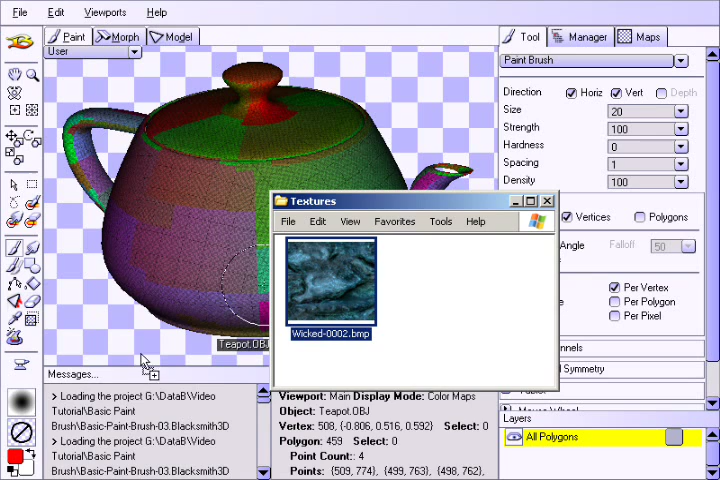 File Edit Viewports Help
Paint Morph Model
User
Tool Manager Maps
Paint Brush
Direction Horiz Vert Depth
Size 20
Strength 100
Hardness 0
Spacing 1
Density 100
Vertices Polygons
Angle Falloff 50
Per Vertex
Per Polygon
Per Pixel
Symmetry
Textures
File Edit View Favorites Tools Help
Wicked-0002.bmp
Teapot.OBJ
Messages...
> Loading the project G:\DataB\Video
Tutorial\Basic Paint
Brush\Basic-Paint-Brush-03.Blacksmith3D
> Loading the project G:\DataB\Video
Tutorial\Basic Paint
Brush\Basic-Paint-Brush-03.Blacksmith3D
Viewport: Main Display Mode: Color Maps
Object: Teapot.OBJ
Vertex: 508, (-0.806, 0.516, 0.592) Select: 0
Polygon: 459 Select: 0
Point Count:: 4
Points: {509, 774}, {499, 763}, {498, 762},
Layers
All Polygons